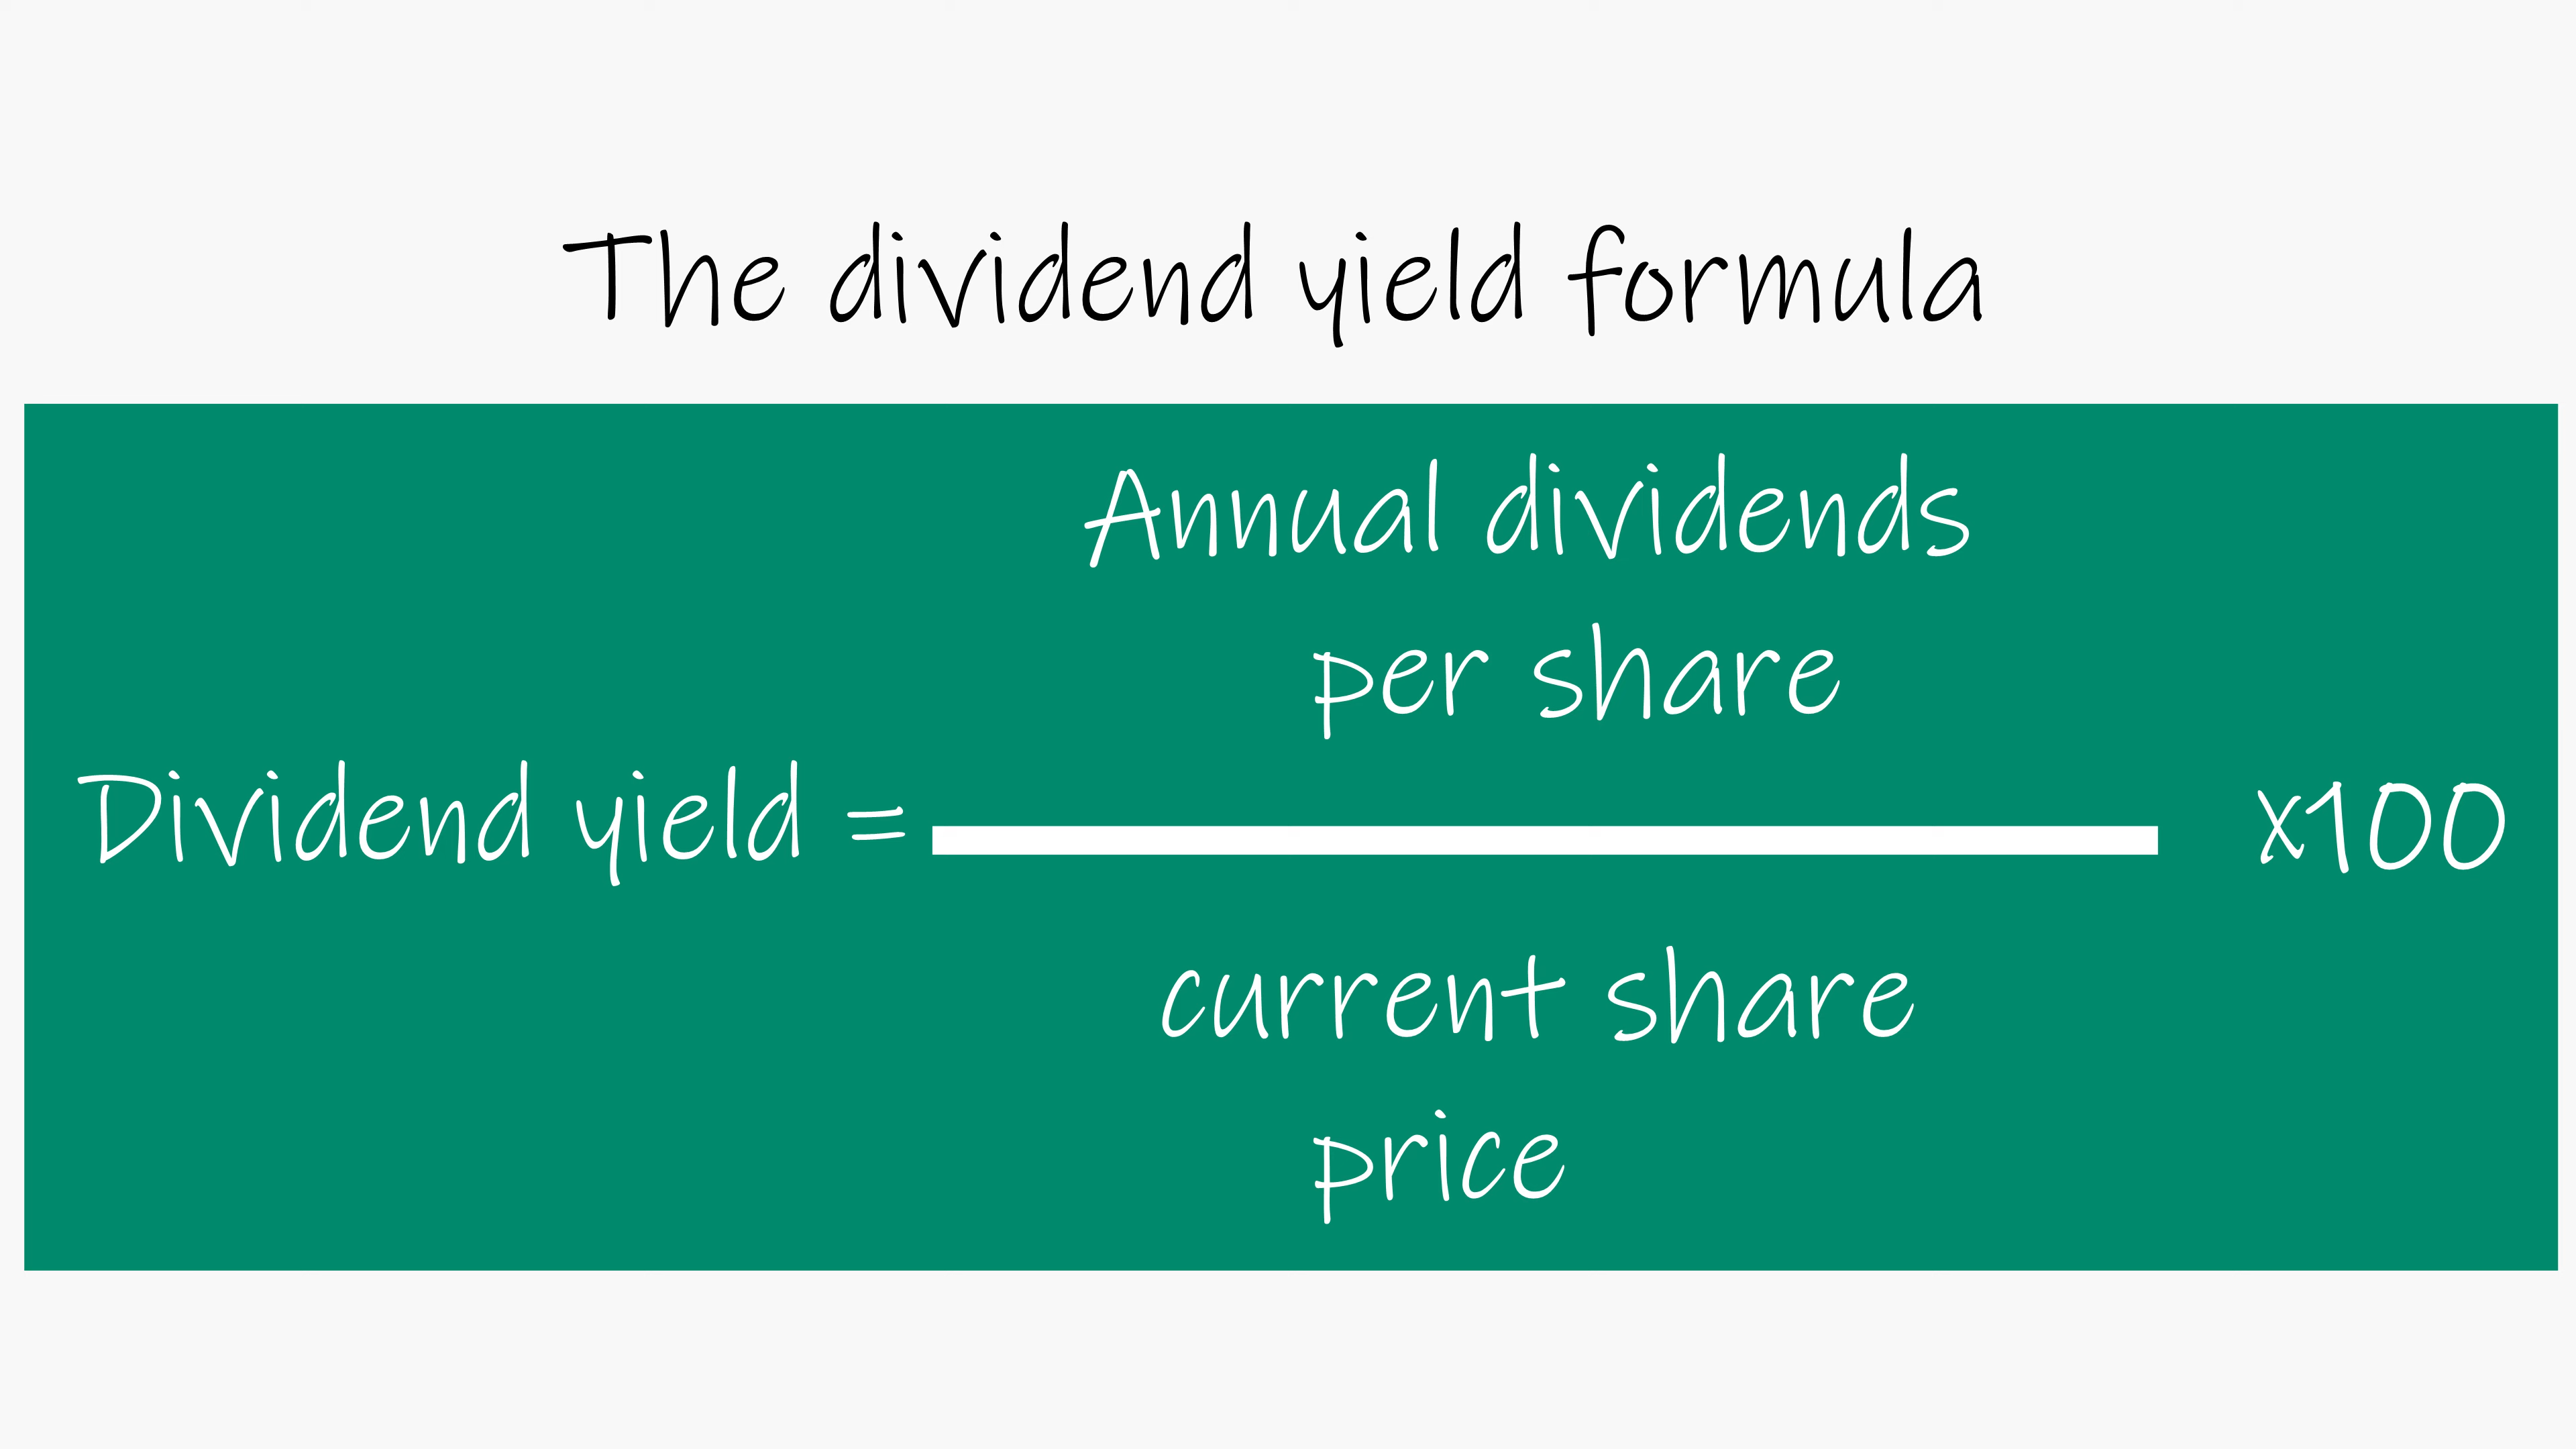 The dividend yield formula
Annual dividends
per share
Dividend yield =
x100
current share
price